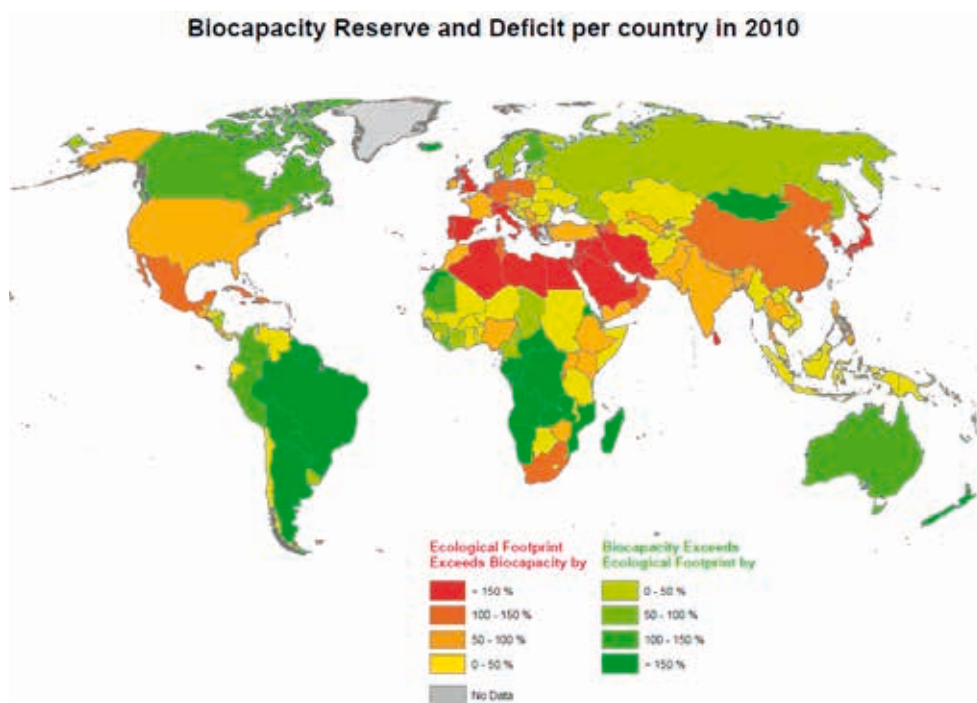 Biocapacity Reserve and Deficit per country in 2010
Ecological Footprint
Exceeds Biocapacity by
= 150 %
100 - 150 %
50 - 100 %
0 - 50 %
No Data
Biocapacity Exceeds
Ecological Footprint by
0 - 50 %
50 - 100 %
100 - 150 %
= 150 %